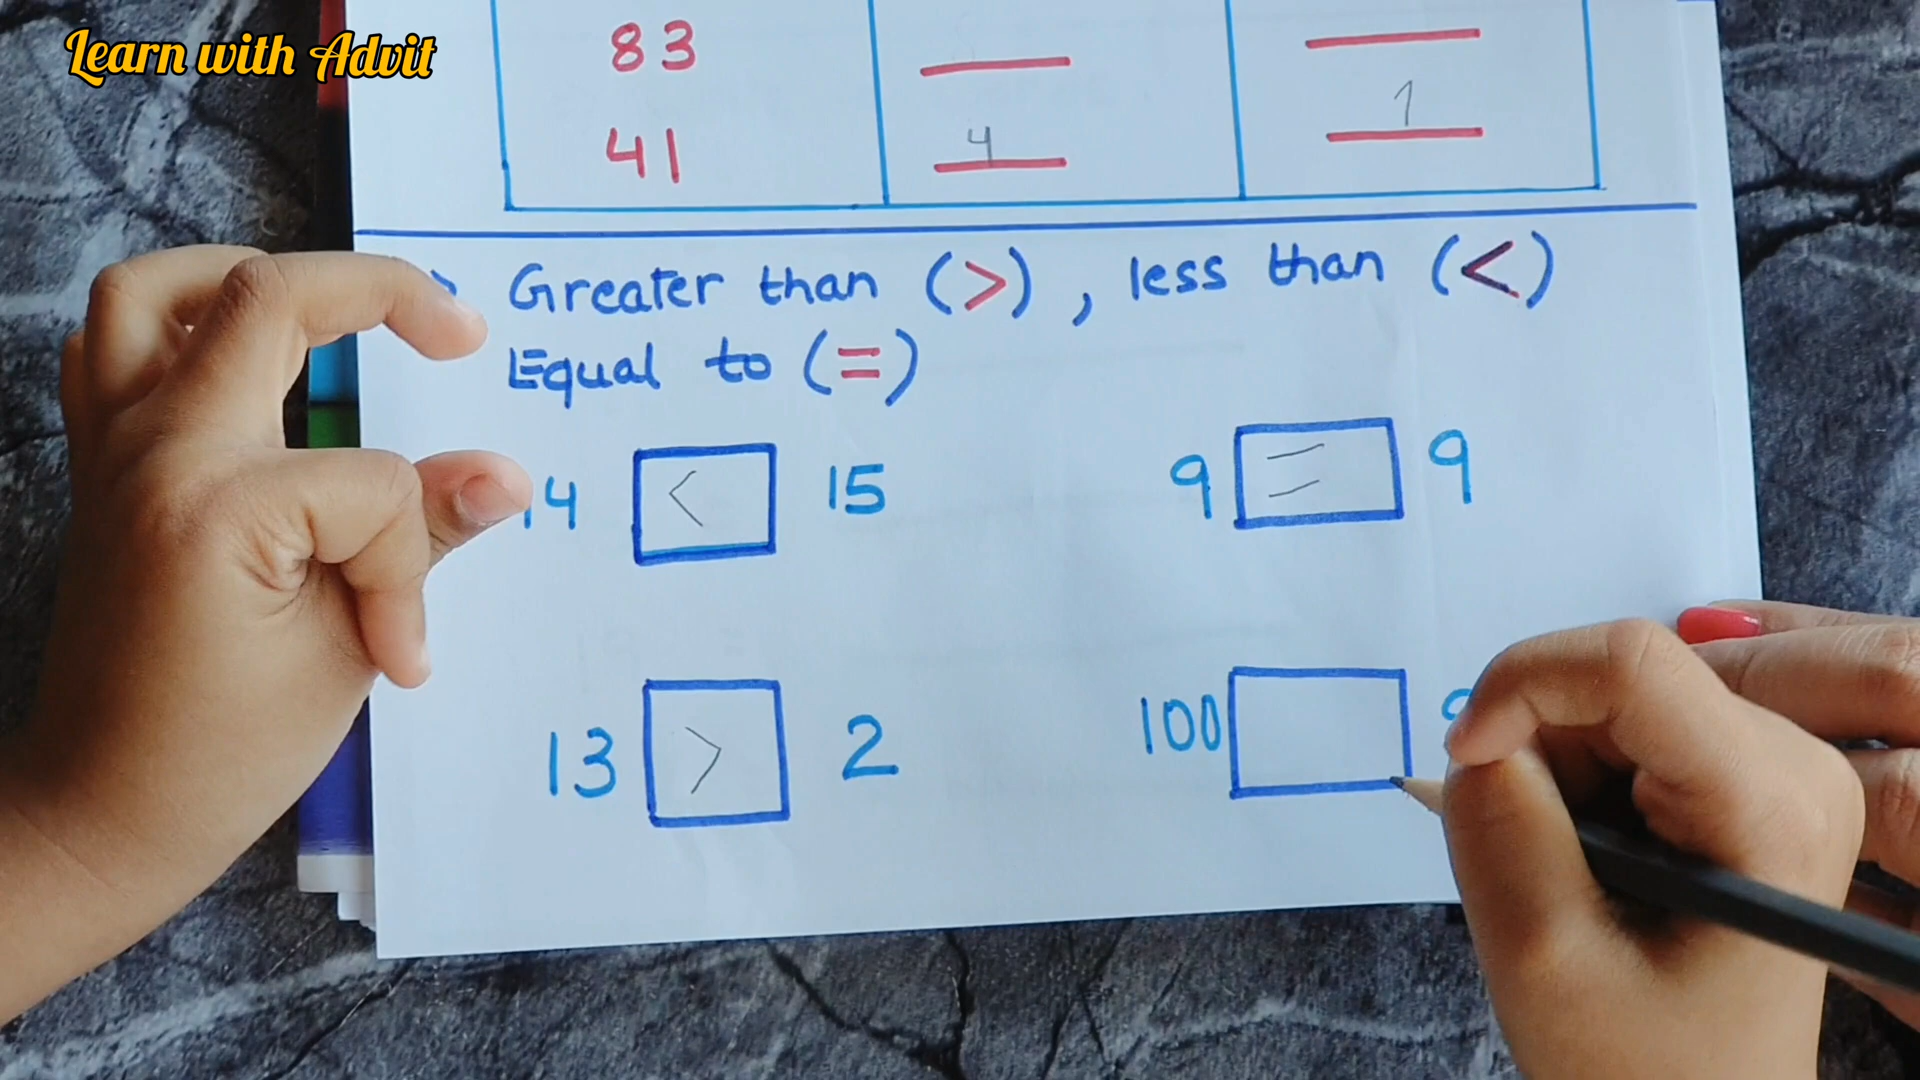 Learn with Advit
83
41 4 1
Greater than (>), less than (<)
Equal to (=)
14 < 15 9 = 9
13 > 2 100